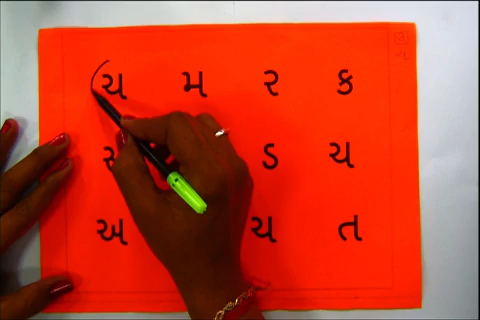 ચ મ ર ક
ડ ચ
અ ચ ત